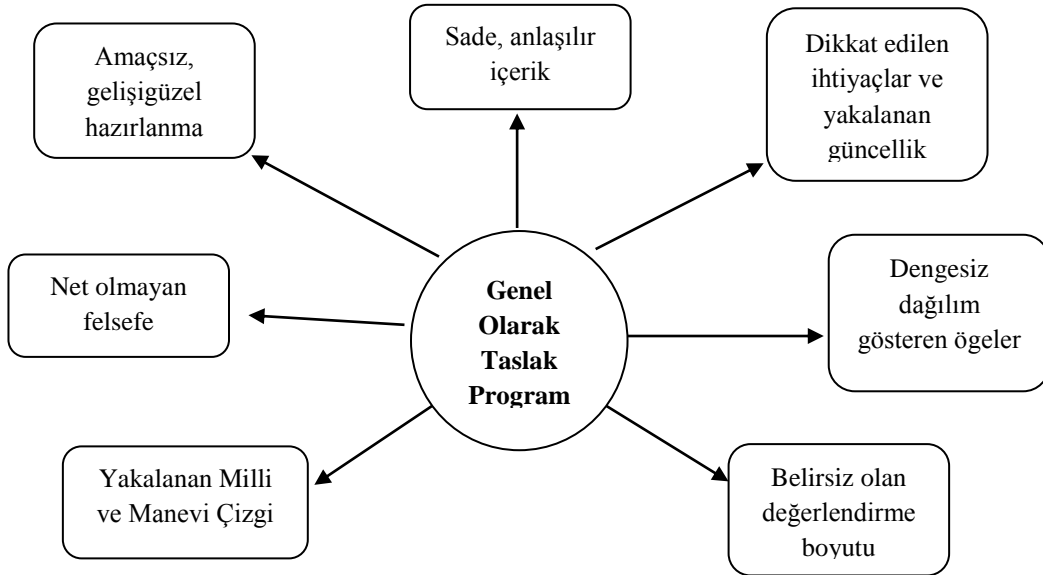 Amaçsız,
gelişigüzel
hazırlanma
Sade, anlaşılır
içerik
Dikkat edilen
ihtiyaçlar ve
yakalanan
güncellik
Net olmayan
felsefe
Genel
Olarak
Taslak
Program
Dengesiz
dağılım
gösteren ögeler
Yakalanan Milli
ve Manevi Çizgi
Belirsiz olan
değerlendirme
boyutu